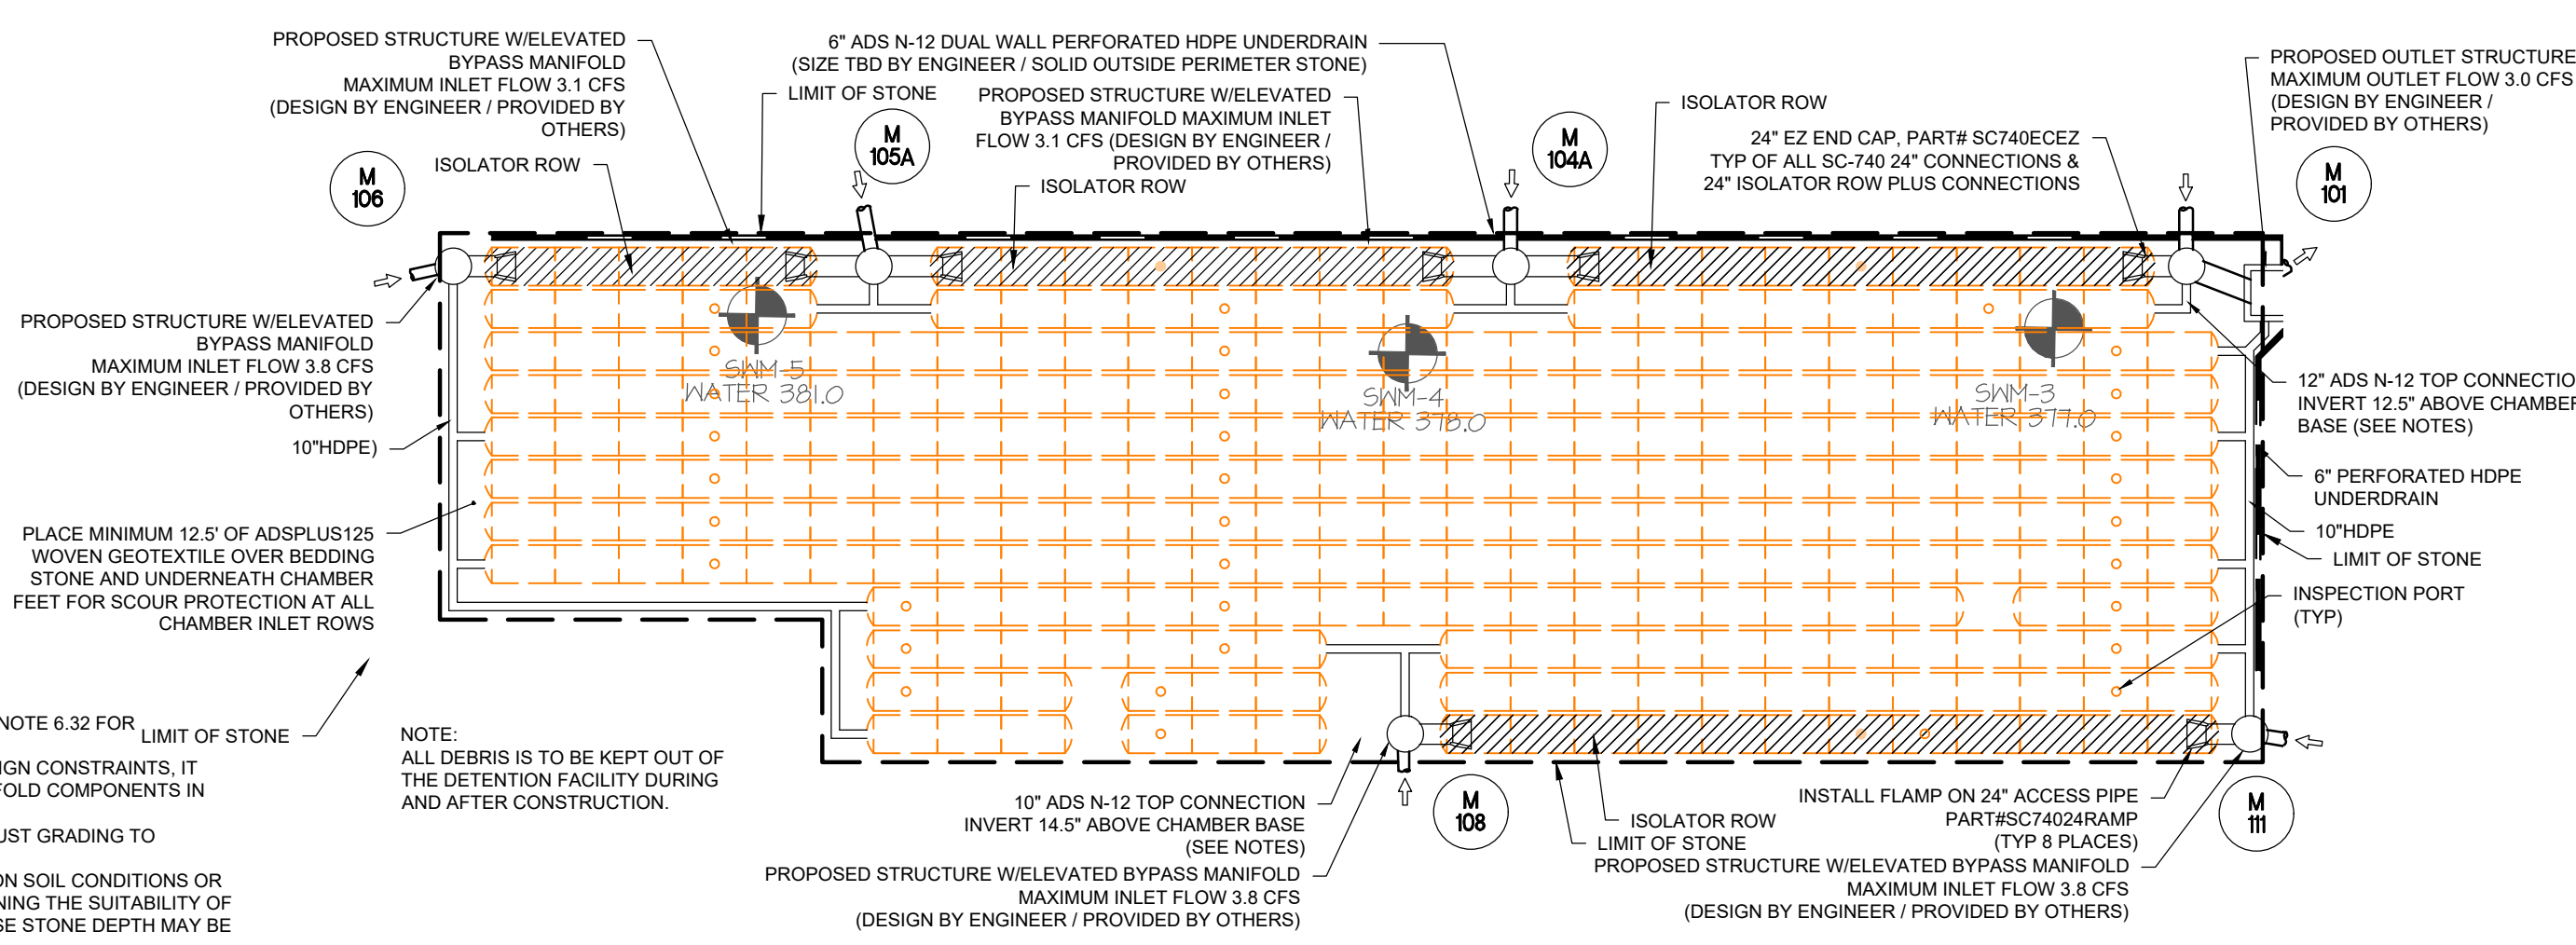 PROPOSED STRUCTURE W/ELEVATED
BYPASS MANIFOLD
MAXIMUM INLET FLOW 3.1 CFS
(DESIGN BY ENGINEER / PROVIDED BY
OTHERS)
6" ADS N-12 DUAL WALL PERFORATED HDPE UNDERDRAIN
(SIZE TBD BY ENGINEER / SOLID OUTSIDE PERIMETER STONE)
LIMIT OF STONE
PROPOSED STRUCTURE W/ELEVATED
BYPASS MANIFOLD MAXIMUM INLET
FLOW 3.1 CFS (DESIGN BY ENGINEER /
PROVIDED BY OTHERS)
ISOLATOR ROW
PROPOSED OUTLET STRUCTURE
MAXIMUM OUTLET FLOW 3.0 CFS
(DESIGN BY ENGINEER /
PROVIDED BY OTHERS)
24" EZ END CAP, PART# SC740ECEZ
TYP OF ALL SC-740 24" CONNECTIONS &
24" ISOLATOR ROW PLUS CONNECTIONS
M
106
ISOLATOR ROW
M
105A
ISOLATOR ROW
M
104A
M
101
PROPOSED STRUCTURE W/ELEVATED
BYPASS MANIFOLD
MAXIMUM INLET FLOW 3.8 CFS
(DESIGN BY ENGINEER / PROVIDED BY
OTHERS)
10"HDPE)
SWM-5
WATER 381.0
SWM-4
WATER 378.0
SWM-3
WATER 377.0
12" ADS N-12 TOP CONNECTIO
INVERT 12.5" ABOVE CHAMBER
BASE (SEE NOTES)
6" PERFORATED HDPE
UNDERDRAIN
10"HDPE
LIMIT OF STONE
INSPECTION PORT
(TYP)
PLACE MINIMUM 12.5' OF ADSPLUS125
WOVEN GEOTEXTILE OVER BEDDING
STONE AND UNDERNEATH CHAMBER
FEET FOR SCOUR PROTECTION AT ALL
CHAMBER INLET ROWS
NOTE 6.32 FOR
LIMIT OF STONE
IGN CONSTRAINTS, IT
FOLD COMPONENTS IN
UST GRADING TO
ON SOIL CONDITIONS OR
NING THE SUITABILITY OF
SE STONE DEPTH MAY BE
NOTE:
ALL DEBRIS IS TO BE KEPT OUT OF
THE DETENTION FACILITY DURING
AND AFTER CONSTRUCTION.
10" ADS N-12 TOP CONNECTION
INVERT 14.5" ABOVE CHAMBER BASE
(SEE NOTES)
PROPOSED STRUCTURE W/ELEVATED BYPASS MANIFOLD
MAXIMUM INLET FLOW 3.8 CFS
(DESIGN BY ENGINEER / PROVIDED BY OTHERS)
M
108
ISOLATOR ROW
LIMIT OF STONE
INSTALL FLAMP ON 24" ACCESS PIPE
PART#SC74024RAMP
(TYP 8 PLACES)
PROPOSED STRUCTURE W/ELEVATED BYPASS MANIFOLD
MAXIMUM INLET FLOW 3.8 CFS
(DESIGN BY ENGINEER / PROVIDED BY OTHERS)
M
111